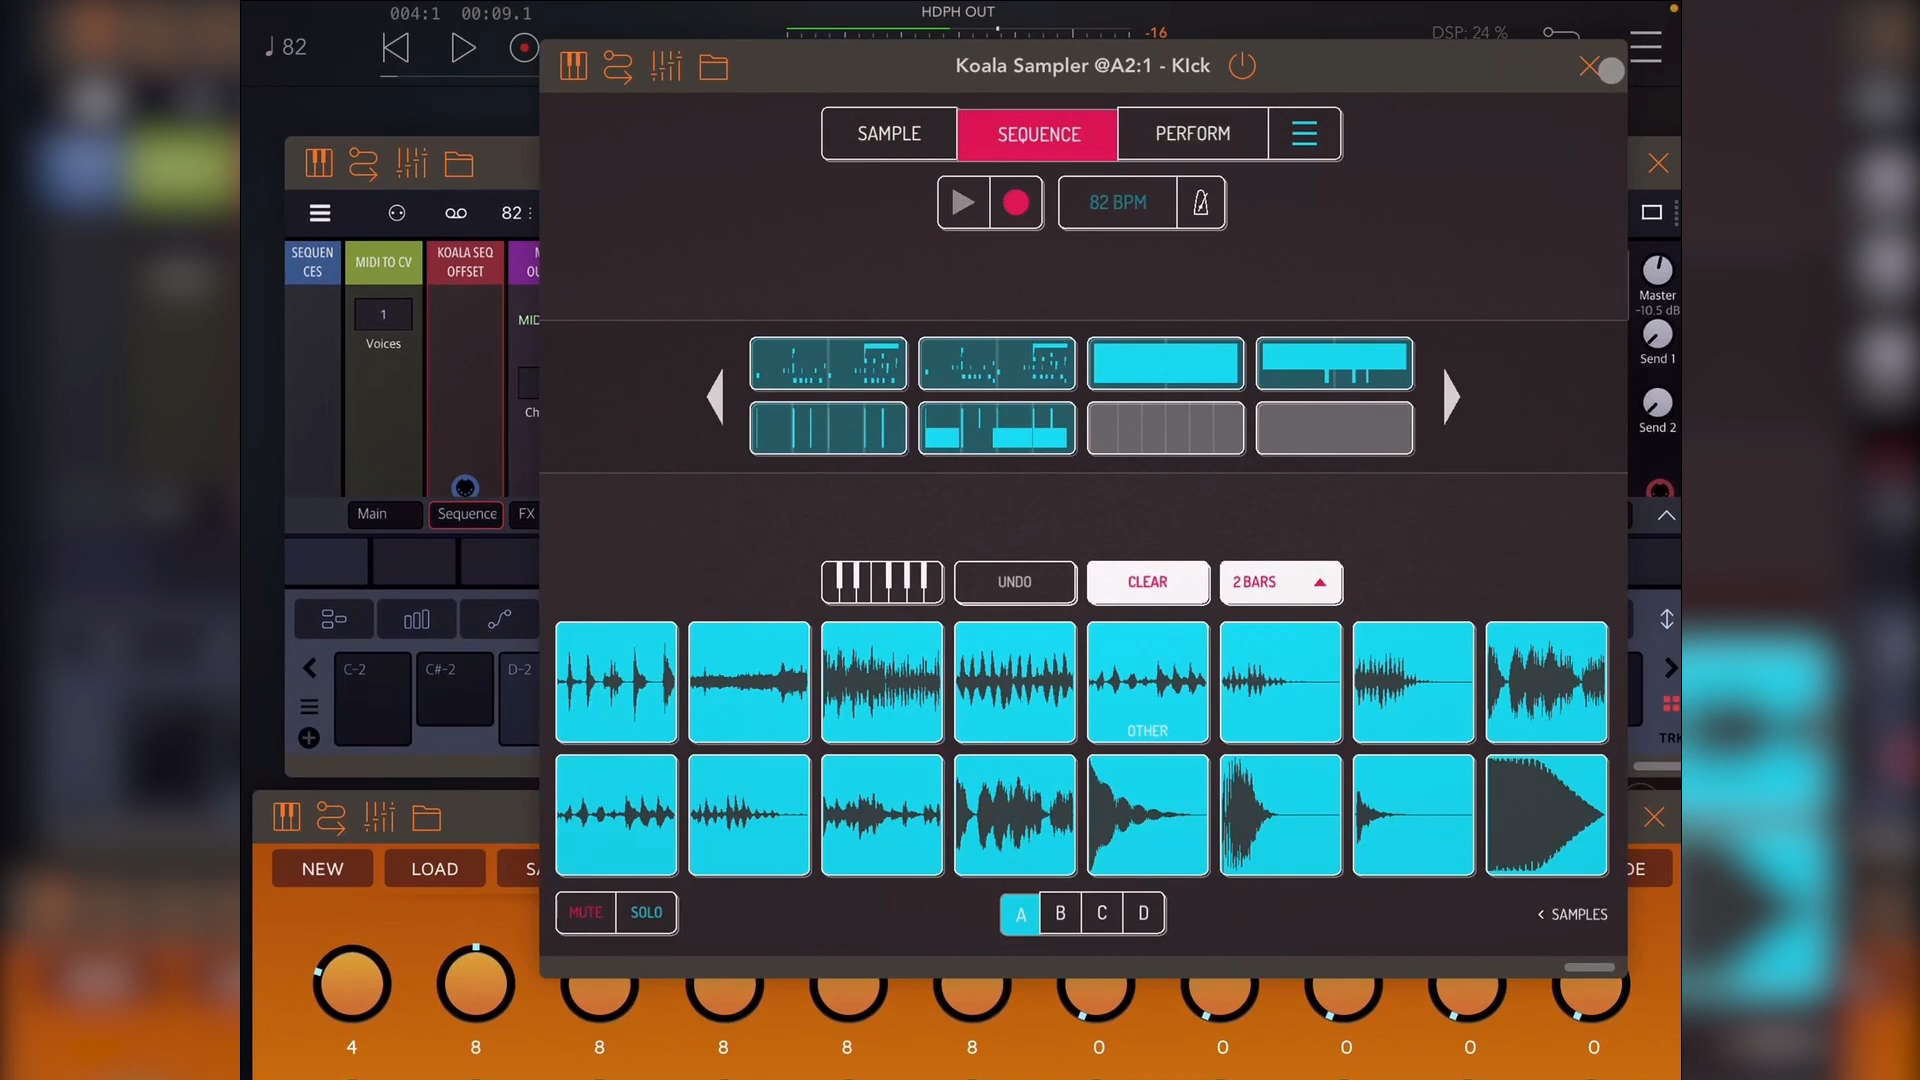 004:1 00:09.1
HDPH OUT
♩ 82
-16
DSP: 24 %
Koala Sampler @A2:1 - KIck
SAMPLE SEQUENCE PERFORM
82 BPM
82 :
SEQUEN
CES
MIDI TO CV
KOALA SEQ
OFFSET
1
Voices
Master
-10.5 dB
Send 1
Send 2
Main
Sequence
FX
UNDO
CLEAR
2 BARS
C-2
C#-2
D-2
OTHER
NEW
LOAD
MUTE
SOLO
A B C D
< SAMPLES
4 8 8 8 8 8 0 0 0 0 0